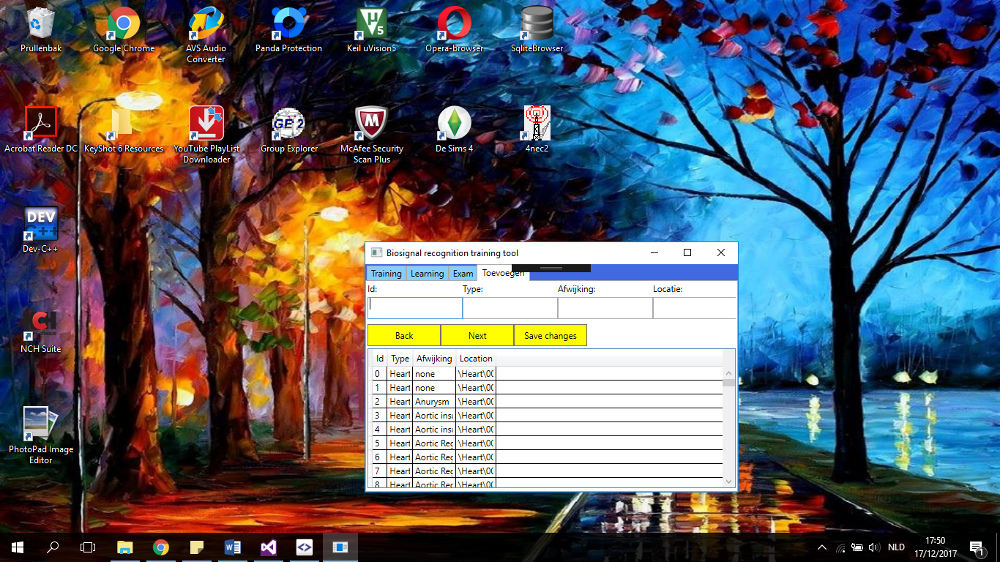 Prullenbak
Google Chrome
AVS Audio
Converter
Panda Protection
Keil uVision5
Opera-browser
SqliteBrowser
Acrobat Reader DC
KeyShot 6 Resources
YouTube PlayList
Downloader
GE 2
Group Explorer
McAfee Security
Scan Plus
De Sims 4
4nec2
DEV
C++
Dev-C++
NCH
Software
NCH Suite
PhotoPad Image
Editor
Biosignal recognition training tool
Training Learning Exam Toevoegen
Id: Type: Afwijking: Locatie:
Back Next Save changes
Id Type Afwijking Location
0 Heart none \Heart\00
1 Heart none \Heart\00
2 Heart Anurysm \Heart\00
3 Heart Aortic insu \Heart\00
4 Heart Aortic insu \Heart\00
5 Heart Aortic Reg \Heart\00
6 Heart Aortic Reg \Heart\00
7 Heart Aortic Reg \Heart\00
8 Heart Aortic Reg \Heart\00
NLD
17:50
17/12/2017
1